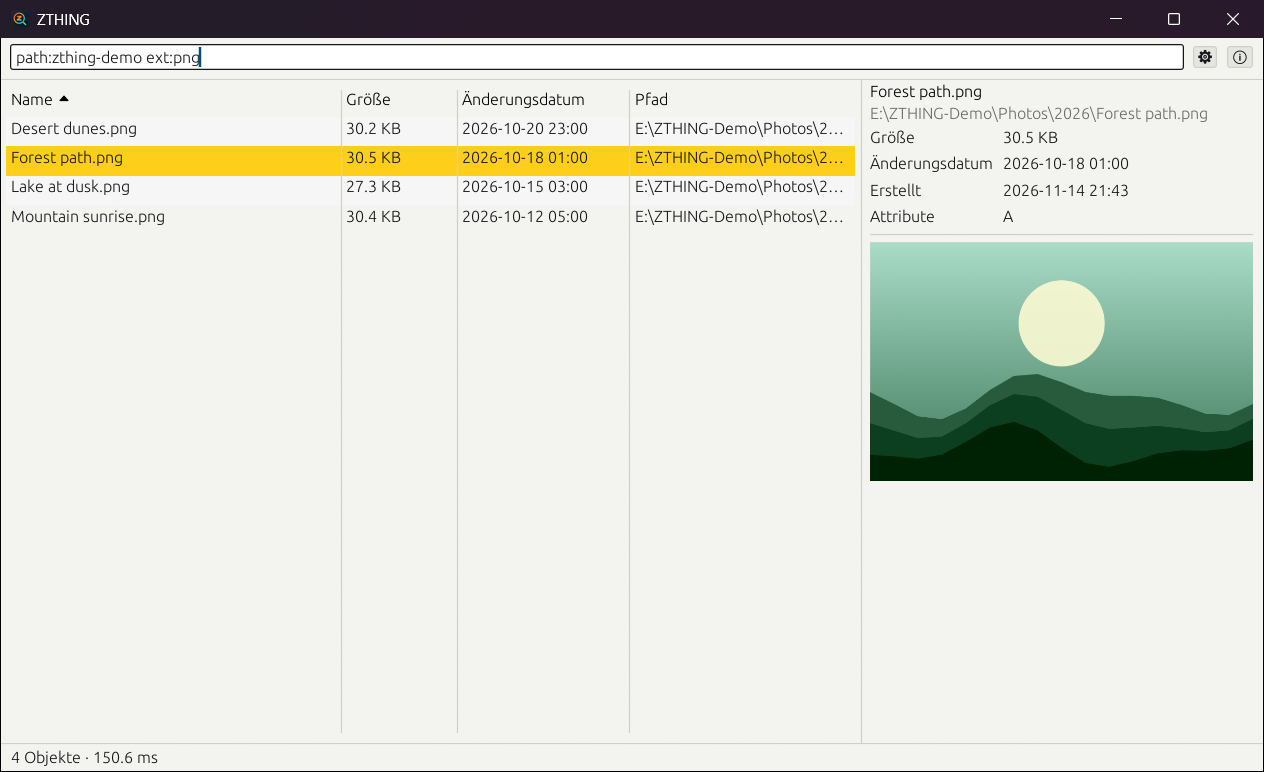 ZTHING
path:zthing-demo ext:png
Name Größe Änderungsdatum Pfad
Desert dunes.png 30.2 KB 2026-10-20 23:00 E:\ZTHING-Demo\Photos\2…
Forest path.png 30.5 KB 2026-10-18 01:00 E:\ZTHING-Demo\Photos\2…
Lake at dusk.png 27.3 KB 2026-10-15 03:00 E:\ZTHING-Demo\Photos\2…
Mountain sunrise.png 30.4 KB 2026-10-12 05:00 E:\ZTHING-Demo\Photos\2…
Forest path.png
E:\ZTHING-Demo\Photos\2026\Forest path.png
Größe 30.5 KB
Änderungsdatum 2026-10-18 01:00
Erstellt 2026-11-14 21:43
Attribute A
4 Objekte · 150.6 ms